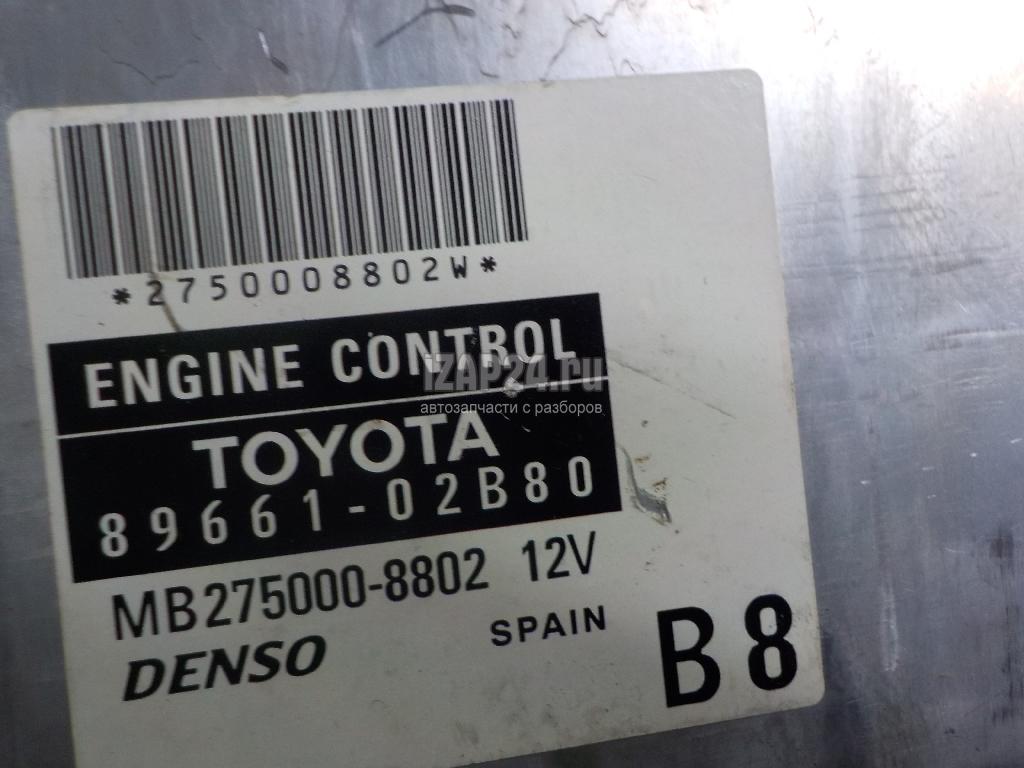 *2750008802W*
ENGINE CONTROL
iZAP24.ru
автозапчасти с разборов
TOYOTA
89661-02B80
MB275000-8802 12V
DENSO
SPAIN
B8